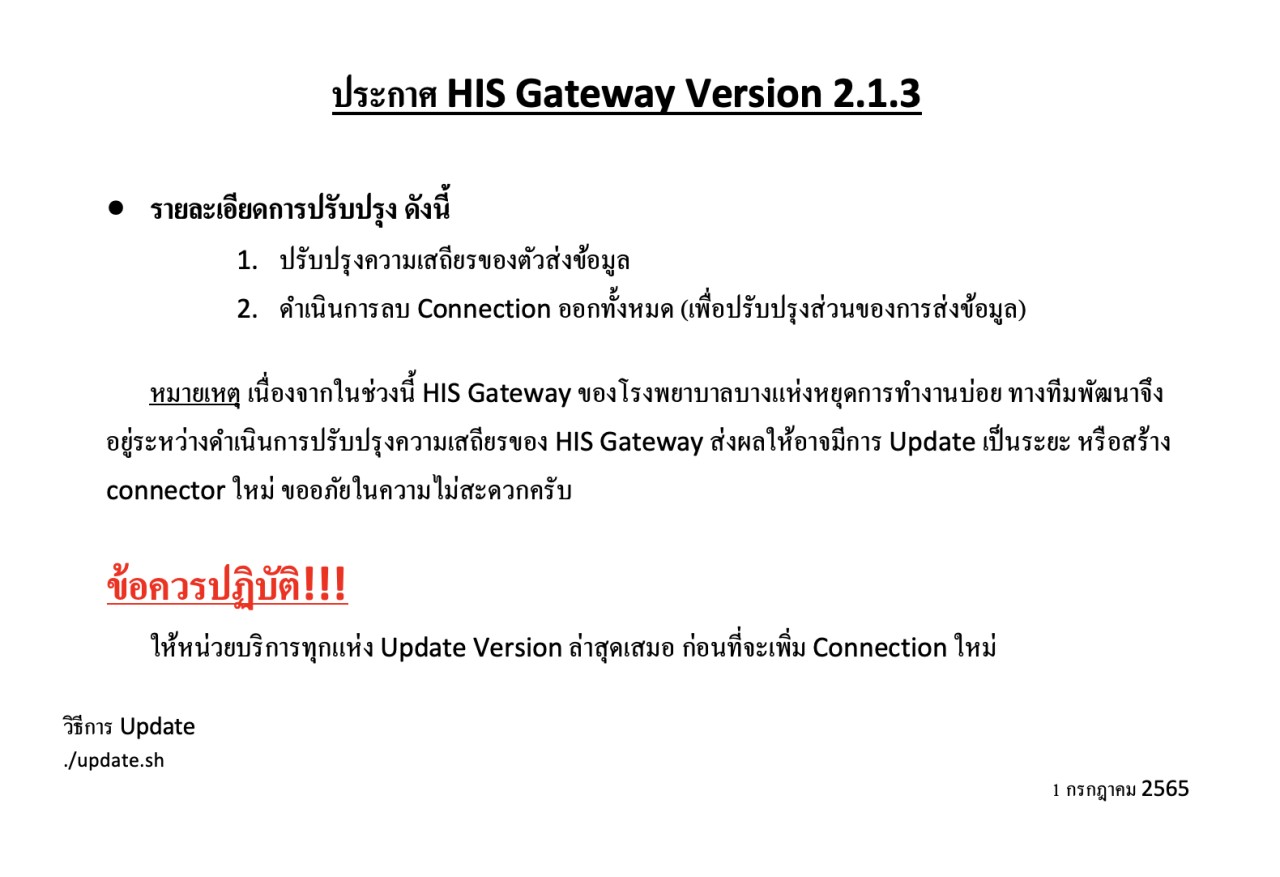 ประกาศ HIS Gateway Version 2.1.3
● รายละเอียดการปรับปรุง ดังนี้
1. ปรับปรุงความเสถียรของตัวส่งข้อมูล
2. ดำเนินการลบ Connection ออกทั้งหมด (เพื่อปรับปรุงส่วนของการส่งข้อมูล)
หมายเหตุ เนื่องจากในช่วงนี้ HIS Gateway ของโรงพยาบาลบางแห่งหยุดการทำงานบ่อย ทางทีมพัฒนาจึง
อยู่ระหว่างดำเนินการปรับปรุงความเสถียรของ HIS Gateway ส่งผลให้อาจมีการ Update เป็นระยะ หรือสร้าง
connector ใหม่ ขออภัยในความไม่สะดวกครับ
ข้อควรปฏิบัติ!!!
ให้หน่วยบริการทุกแห่ง Update Version ล่าสุดเสมอ ก่อนที่จะเพิ่ม Connection ใหม่
วิธีการ Update
./update.sh
1 กรกฎาคม 2565